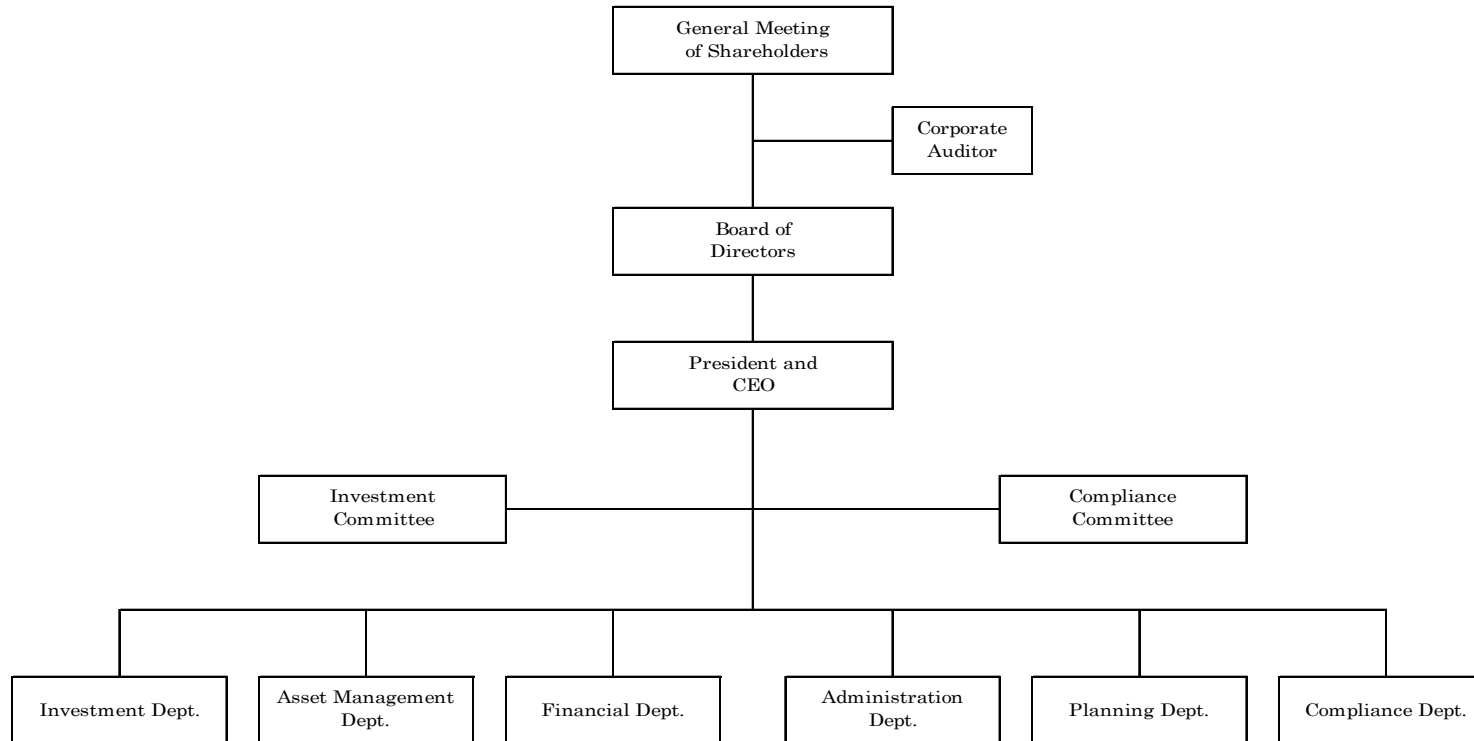 General Meeting
of Shareholders
Corporate
Auditor
Board of
Directors
President and
CEO
Investment
Committee
Compliance
Committee
Investment Dept.
Asset Management
Dept.
Financial Dept.
Administration
Dept.
Planning Dept.
Compliance Dept.